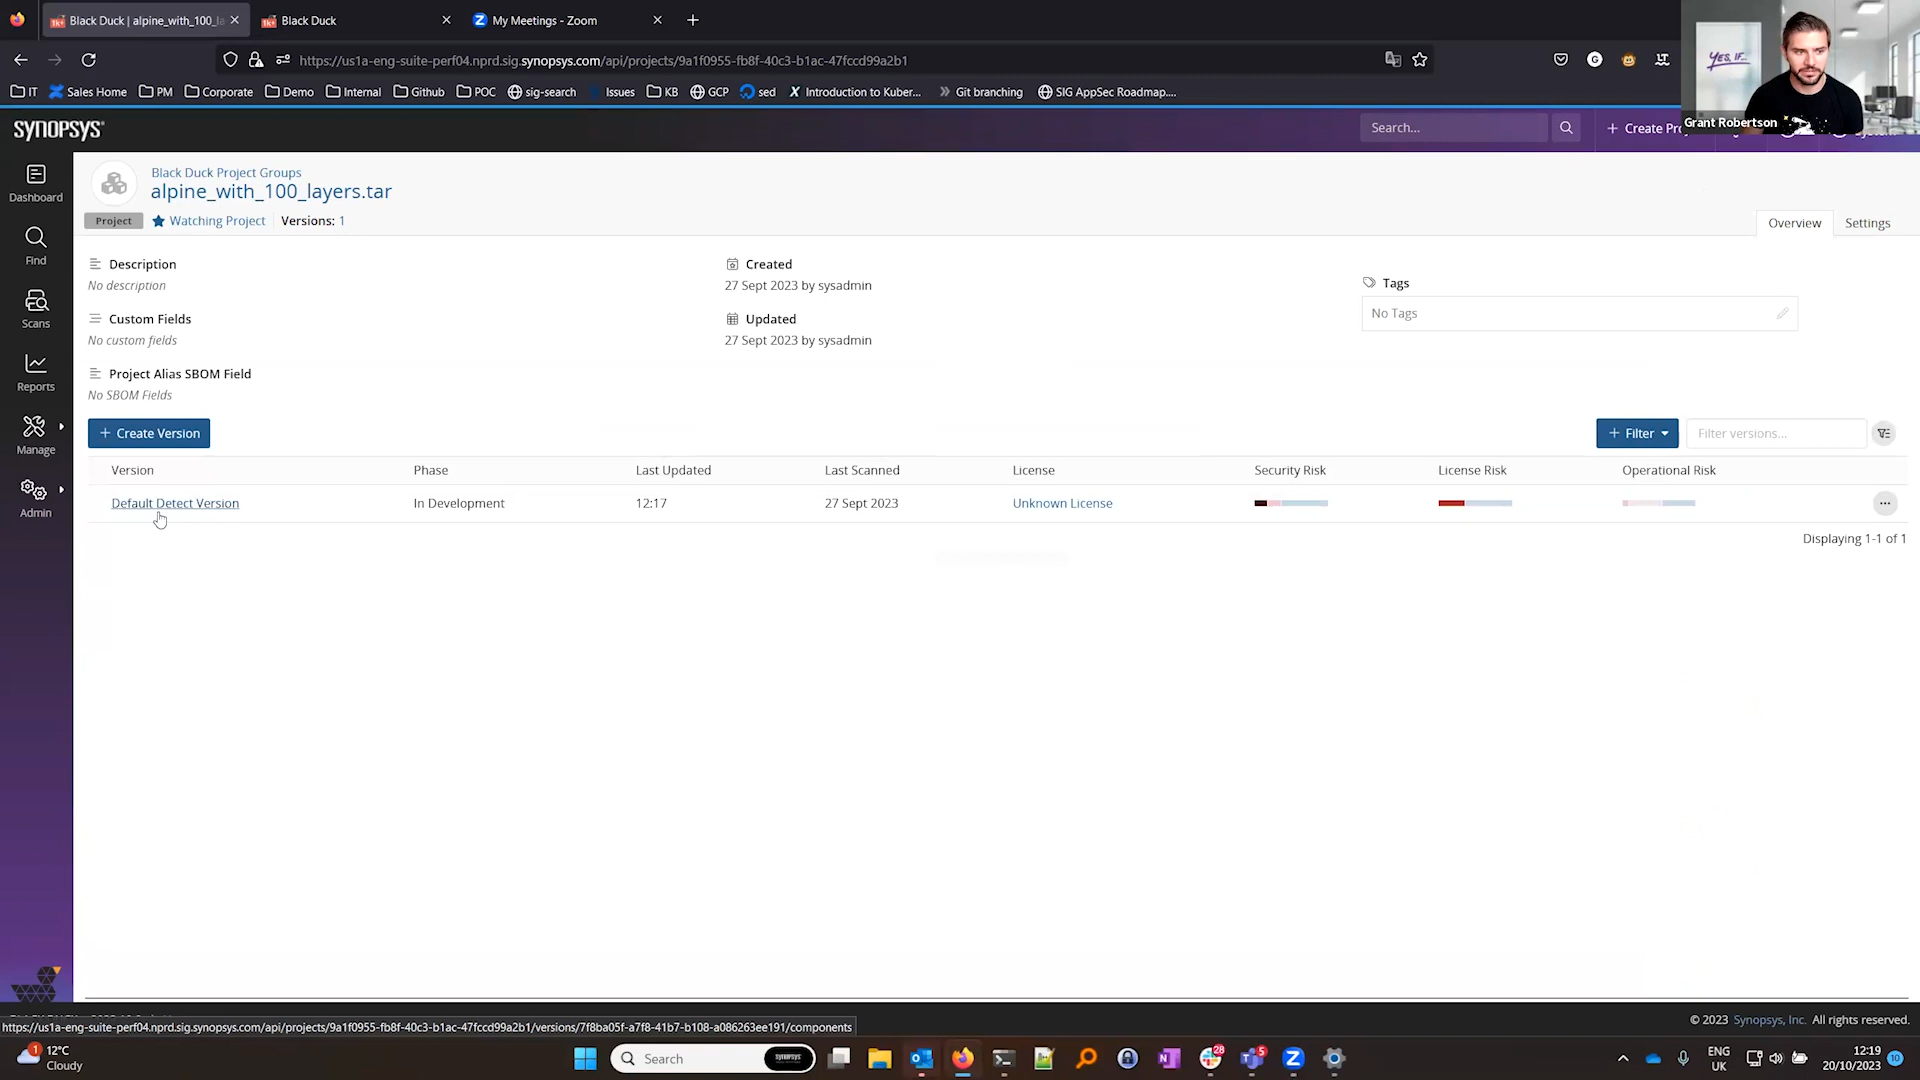 Black Duck | alpine_with_100_la
Black Duck
My Meetings - Zoom
https://us1a-eng-suite-perf04.nprd.sig.synopsys.com/api/projects/9a1f0955-fb8f-40c3-b1ac-47fccd99a2b1
IT
Sales Home
PM
Corporate
Demo
Internal
Github
POC
sig-search
Issues
KB
GCP
sed
Introduction to Kuber...
Git branching
SIG AppSec Roadmap....
YES, IF...
Grant Robertson
SYNOPSYS®
Search...
+ Create Pro
Dashboard
Find
Scans
Reports
Manage
Admin
Black Duck Project Groups
alpine_with_100_layers.tar
Project
Watching Project
Versions: 1
Overview
Settings
Description
No description
Created
27 Sept 2023 by sysadmin
Tags
No Tags
Custom Fields
No custom fields
Updated
27 Sept 2023 by sysadmin
Project Alias SBOM Field
No SBOM Fields
+ Create Version
+ Filter
Filter versions...
Version Phase Last Updated Last Scanned License Security Risk License Risk Operational Risk
Default Detect Version In Development 12:17 27 Sept 2023 Unknown License
Displaying 1-1 of 1
https://us1a-eng-suite-perf04.nprd.sig.synopsys.com/api/projects/9a1f0955-fb8f-40c3-b1ac-47fccd99a2b1/versions/7f8ba05f-a7f8-41b7-b108-a086263ee191/components
© 2023 Synopsys, Inc. All rights reserved.
1
12°C
Cloudy
Search
SYNOPSYS
28
5
ENG
UK
12:19
20/10/2023
10